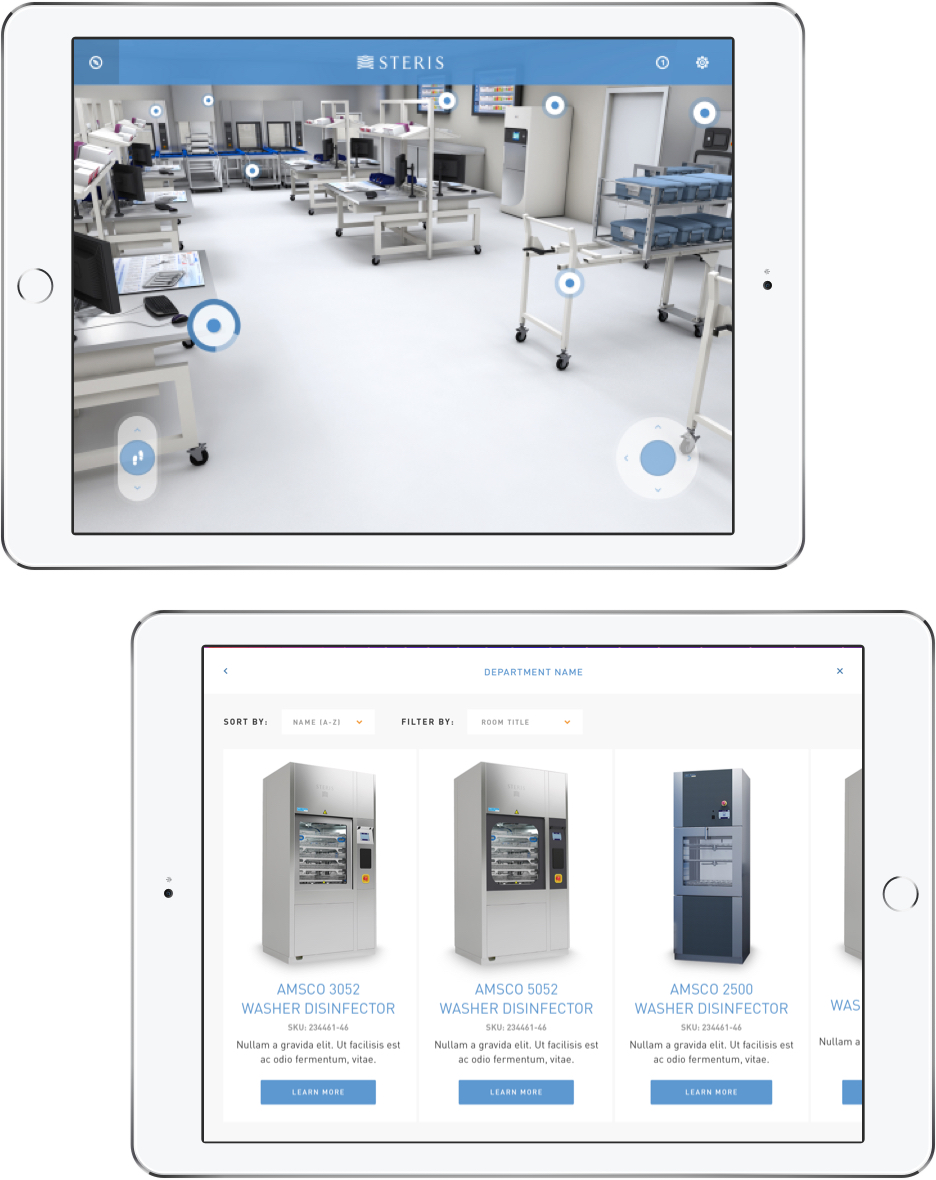 STERIS
DEPARTMENT NAME
SORT BY:
NAME (A-Z)
FILTER BY:
ROOM TITLE
AMSCO 3052
WASHER DISINFECTOR
SKU: 234461-46
Nullam a gravida elit. Ut facilisis est
ac odio fermentum, vitae.
LEARN MORE
AMSCO 5052
WASHER DISINFECTOR
SKU: 234461-46
Nullam a gravida elit. Ut facilisis est
ac odio fermentum, vitae.
LEARN MORE
AMSCO 2500
WASHER DISINFECTOR
SKU: 234461-46
Nullam a gravida elit. Ut facilisis est
ac odio fermentum, vitae.
LEARN MORE
WAS
Nullam a